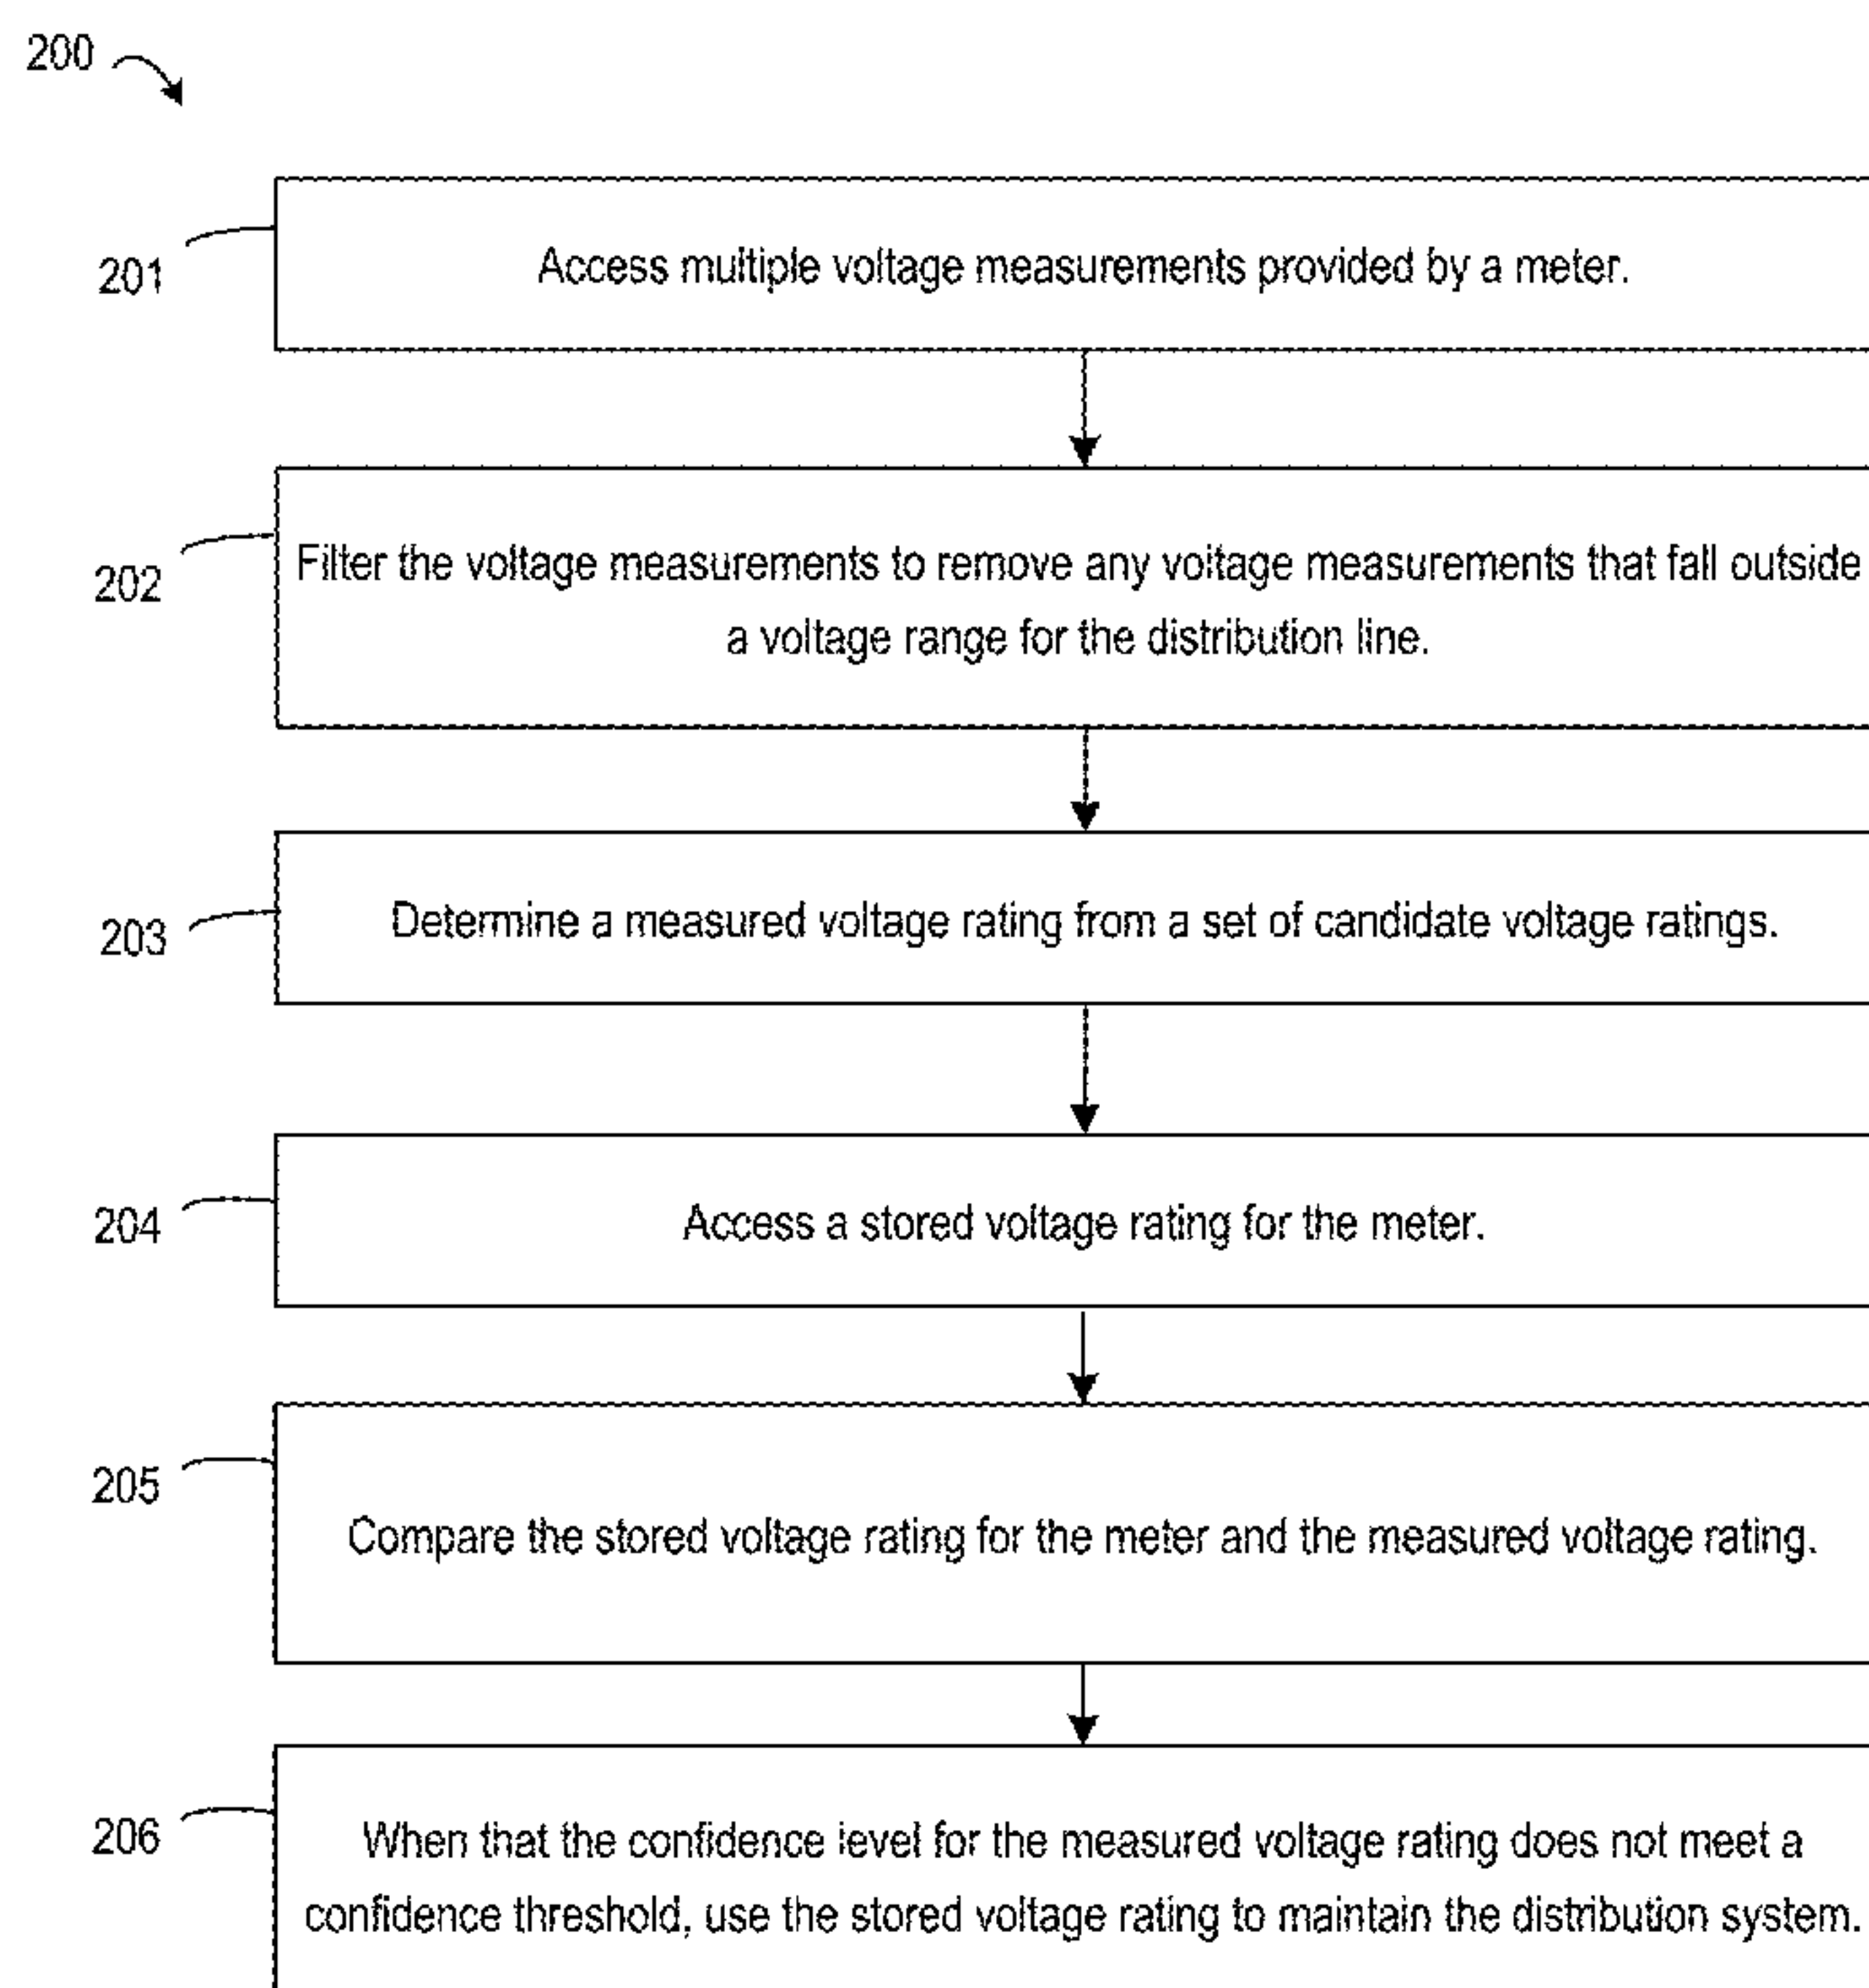 200
201
Access multiple voltage measurements provided by a meter.
202
Filter the voltage measurements to remove any voltage measurements that fall outside
a voltage range for the distribution line.
203
Determine a measured voltage rating from a set of candidate voltage ratings.
204
Access a stored voltage rating for the meter.
205
Compare the stored voltage rating for the meter and the measured voltage rating.
206
When that the confidence level for the measured voltage rating does not meet a
confidence threshold, use the stored voltage rating to maintain the distribution system.